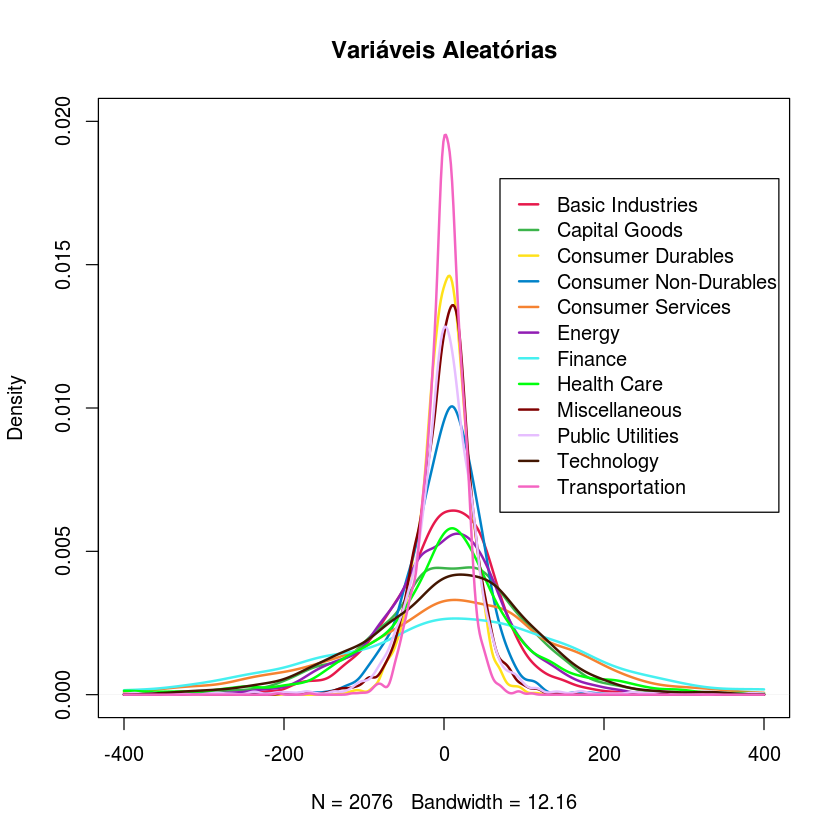 Variáveis Aleatórias
Density
0.020
0.015
0.010
0.005
0.000
Basic Industries
Capital Goods
Consumer Durables
Consumer Non-Durables
Consumer Services
Energy
Finance
Health Care
Miscellaneous
Public Utilities
Technology
Transportation
-400
-200
0
200
400
N = 2076 Bandwidth = 12.16